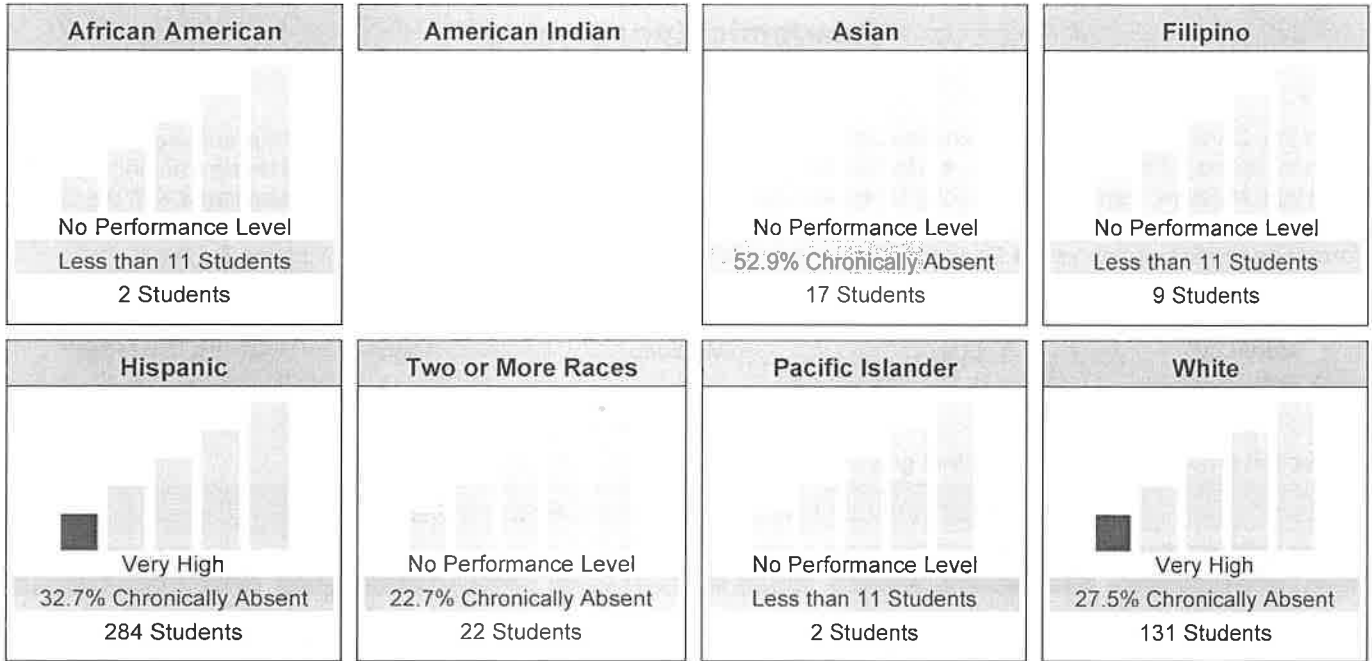 African American
No Performance Level
Less than 11 Students
2 Students
American Indian
Asian
No Performance Level
52.9% Chronically Absent
17 Students
Filipino
No Performance Level
Less than 11 Students
9 Students
Hispanic
Very High
32.7% Chronically Absent
284 Students
Two or More Races
No Performance Level
22.7% Chronically Absent
22 Students
Pacific Islander
No Performance Level
Less than 11 Students
2 Students
White
Very High
27.5% Chronically Absent
131 Students